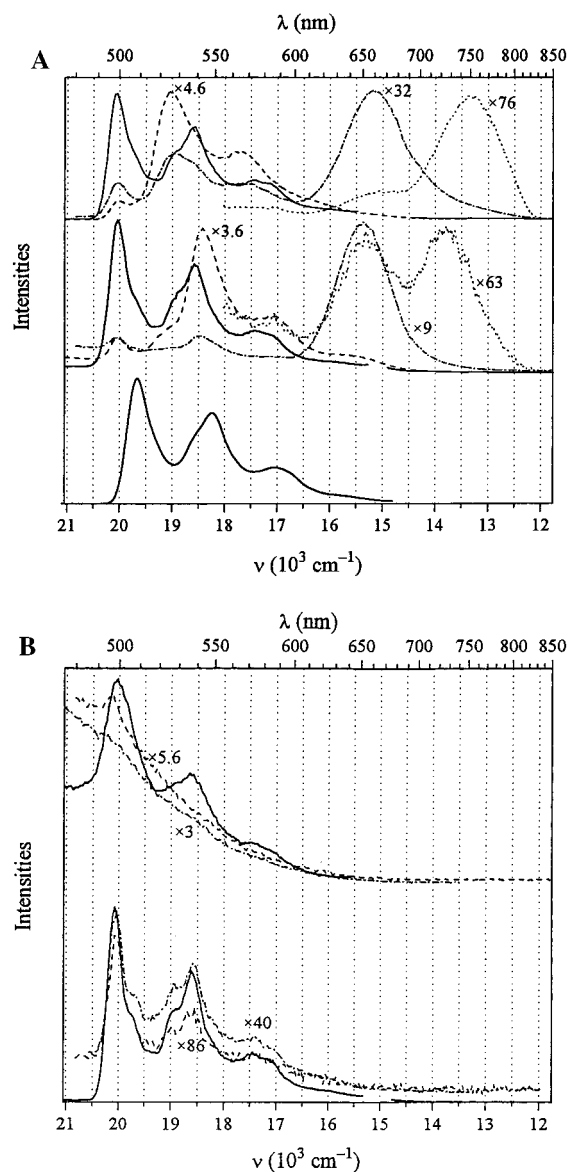 λ (nm)
A
500 550 600 650 700 750 800 850
×4.6
×32
×76
×3.6
×63
×9
Intensities
21 20 19 18 17 16 15 14 13 12
ν (10³ cm⁻¹)
λ (nm)
B
500 550 600 650 700 750 800 850
×5.6
×3
×40
×86
Intensities
21 20 19 18 17 16 15 14 13 12
ν (10³ cm⁻¹)